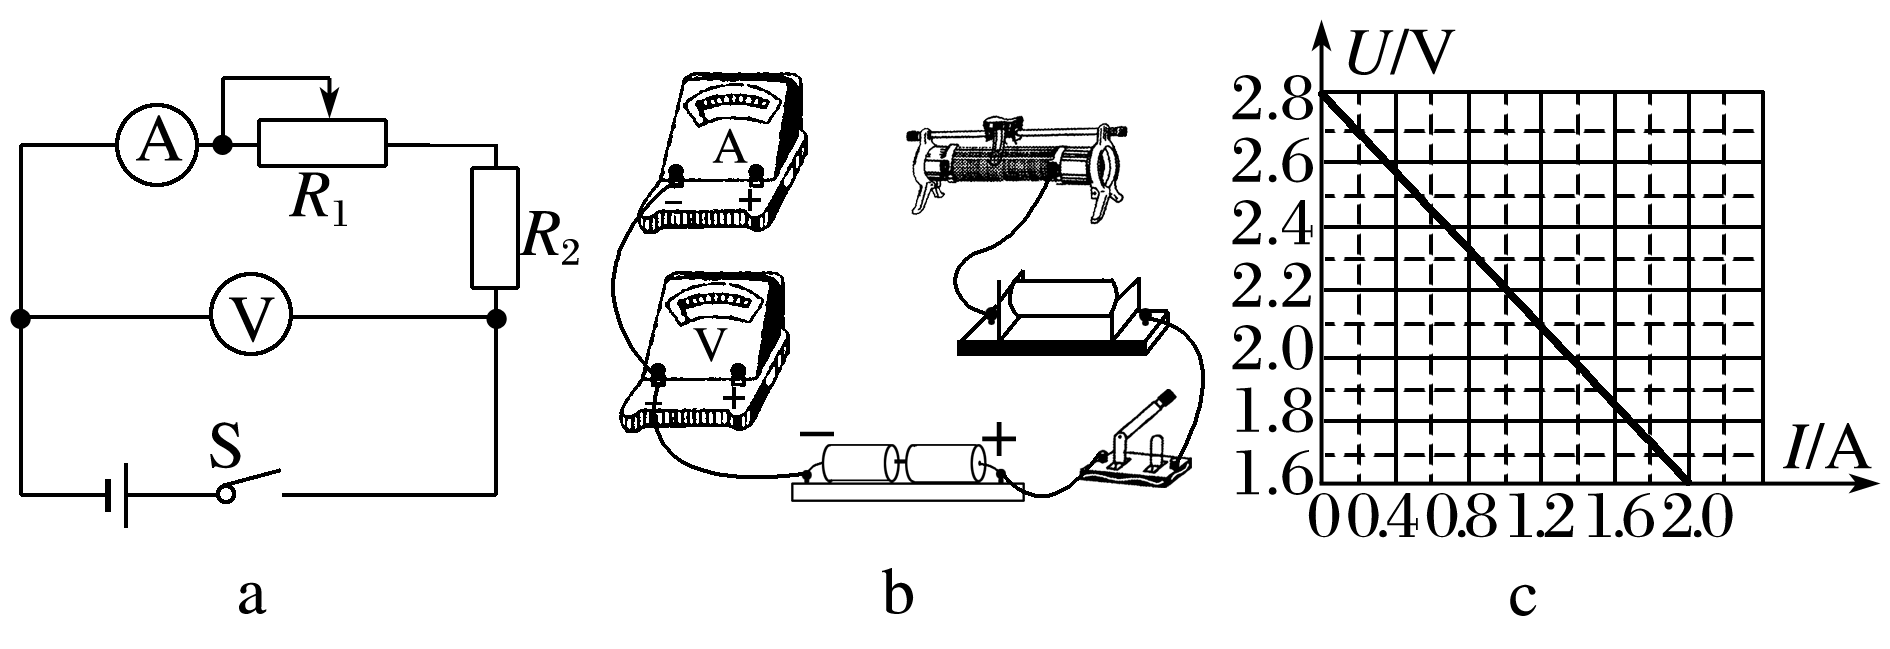 A
R1
R2
V
S
a
A
− +
V
− +
− +
b
U/V
2.8
2.6
2.4
2.2
2.0
1.8
1.6
I/A
0 0.4 0.8 1.2 1.6 2.0
c